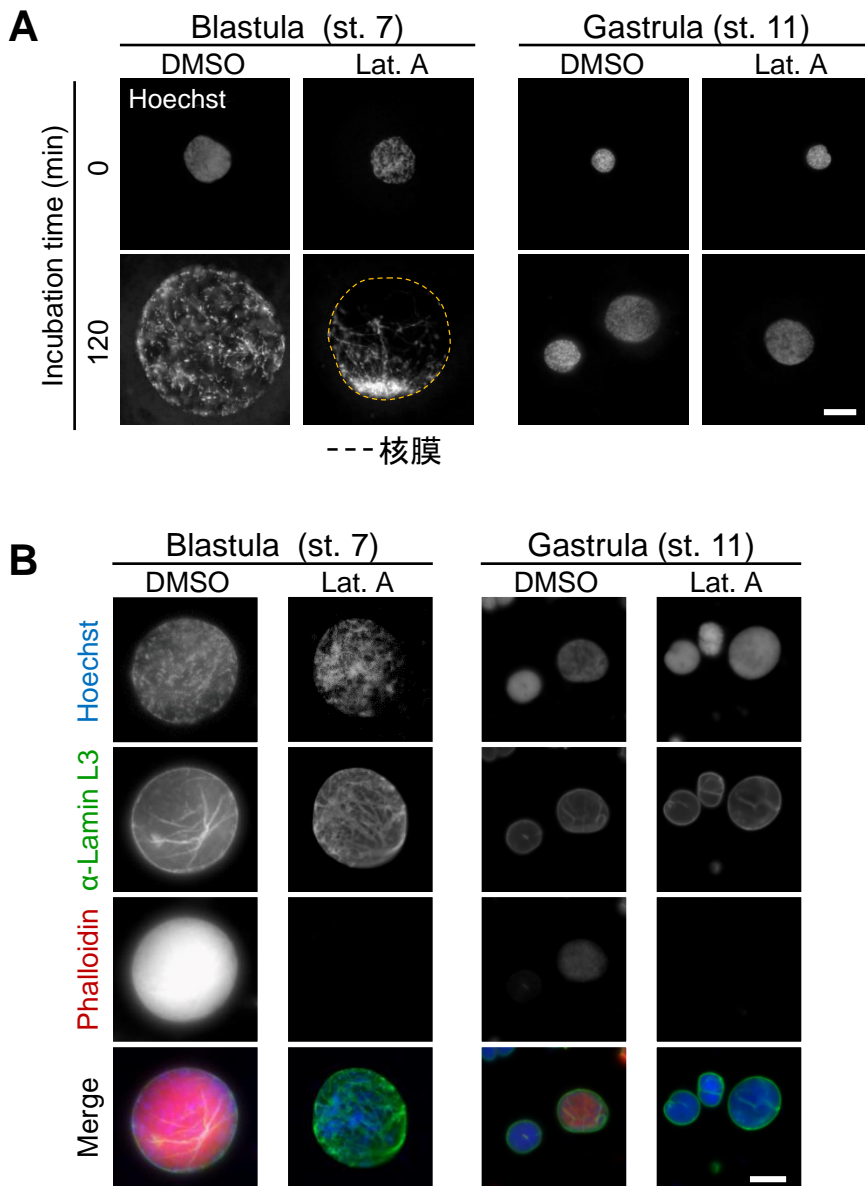 A
Blastula (st. 7)
Gastrula (st. 11)
DMSO
Lat. A
DMSO
Lat. A
Hoechst
Incubation time (min)
0
120
---核膜
B
Blastula (st. 7)
Gastrula (st. 11)
DMSO
Lat. A
DMSO
Lat. A
Hoechst
α-Lamin L3
Phalloidin
Merge